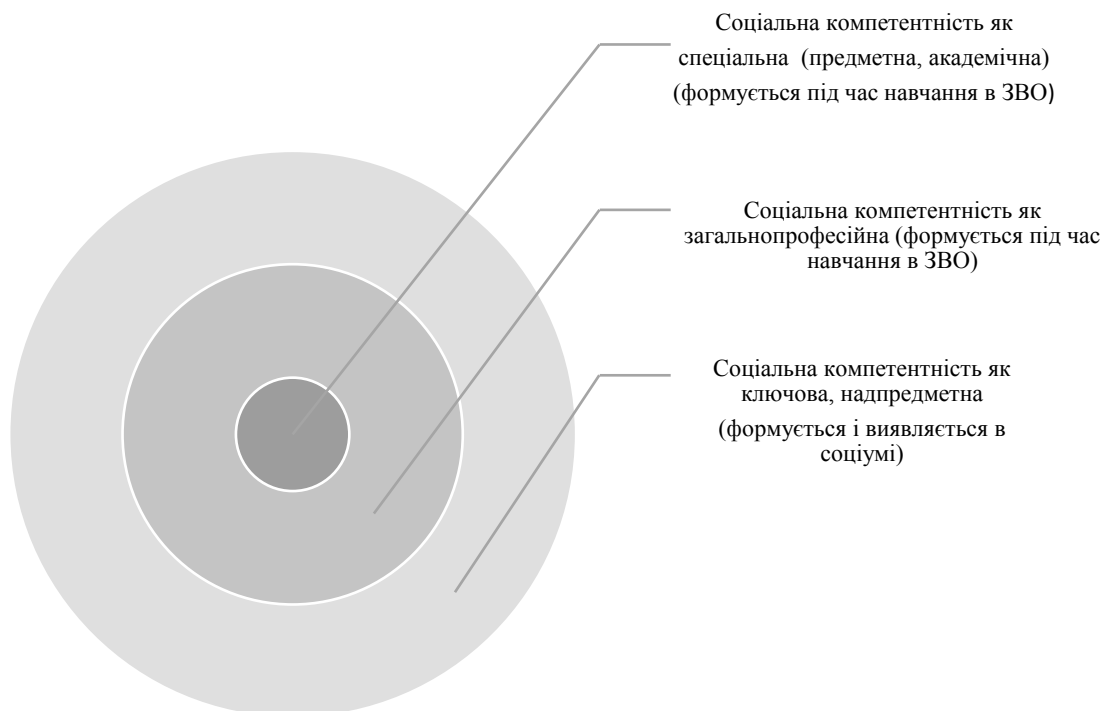 Соціальна компетентність як
спеціальна (предметна, академічна)
(формується під час навчання в ЗВО)
Соціальна компетентність як
загальнопрофесійна (формується під час
навчання в ЗВО)
Соціальна компетентність як
ключова, надпредметна
(формується і виявляється в
соціумі)